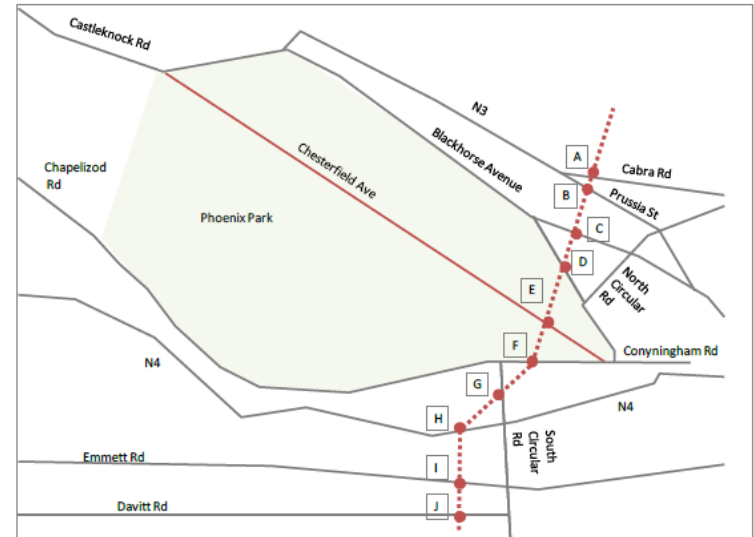 Castleknock Rd
N3
A
Cabra Rd
Blackhorse Avenue
B
Prussia St
Chesterfield Ave
Chapelizod
Rd
Phoenix Park
C
D
North
Circular
Rd
E
F
Conyningham Rd
N4
G
N4
H
South
Circular
Rd
Emmett Rd
I
Davitt Rd
J